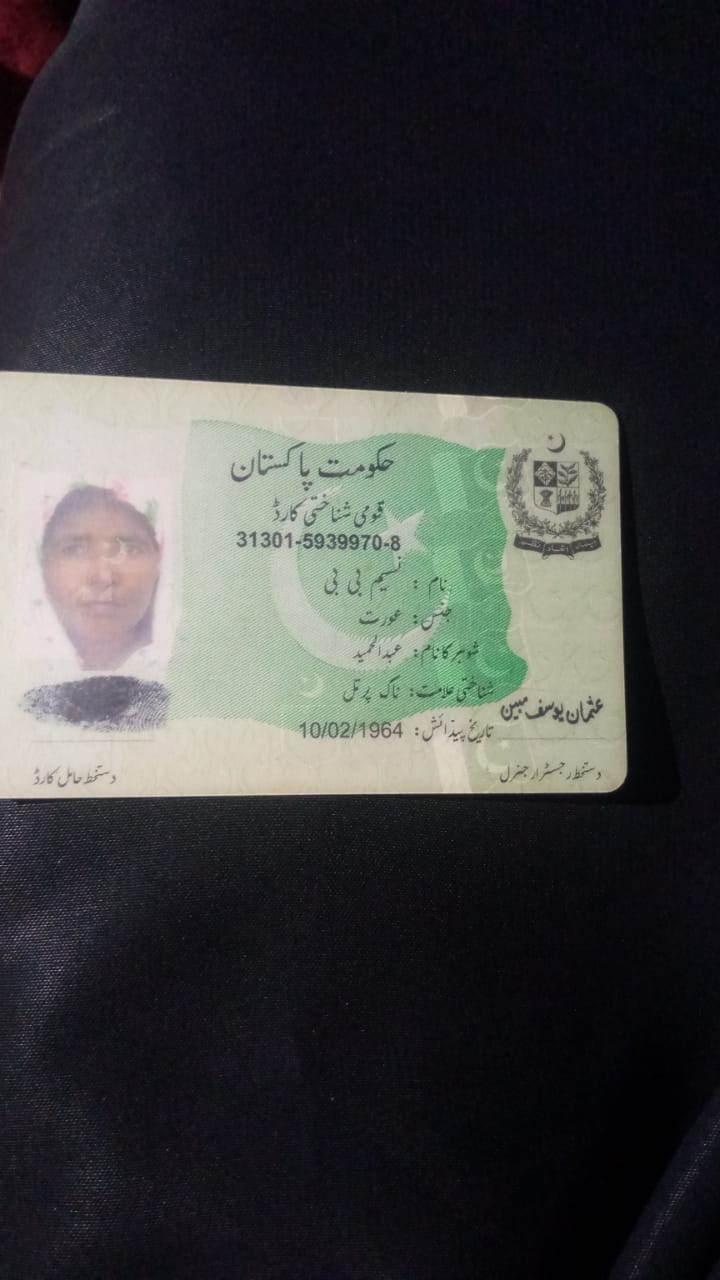 حکومت پاکستان
قومی شناختی کارڈ
31301-5939970-8
نام : نسیم بی بی
جنس: عورت
شوہر کا نام: عبدالحمید
شناختی علامت: ناک پر تل
تاریخ پیدائش: 10/02/1964
عثمان یوسف مبین
دستخط رجسٹرار جنرل
دستخط حامل کارڈ